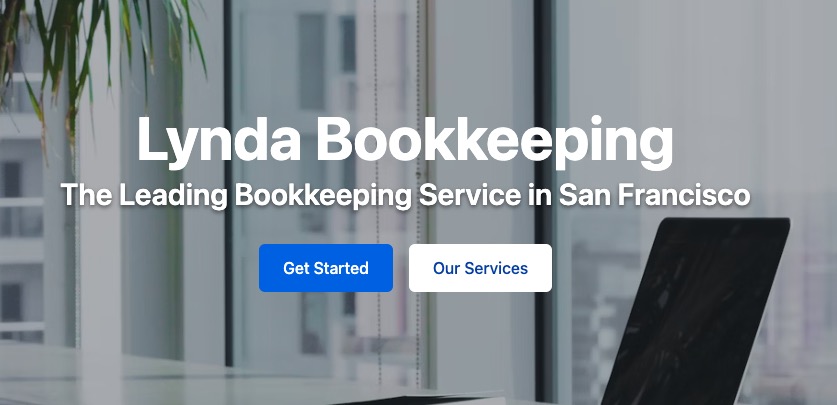 Lynda Bookkeeping
The Leading Bookkeeping Service in San Francisco
Get Started
Our Services